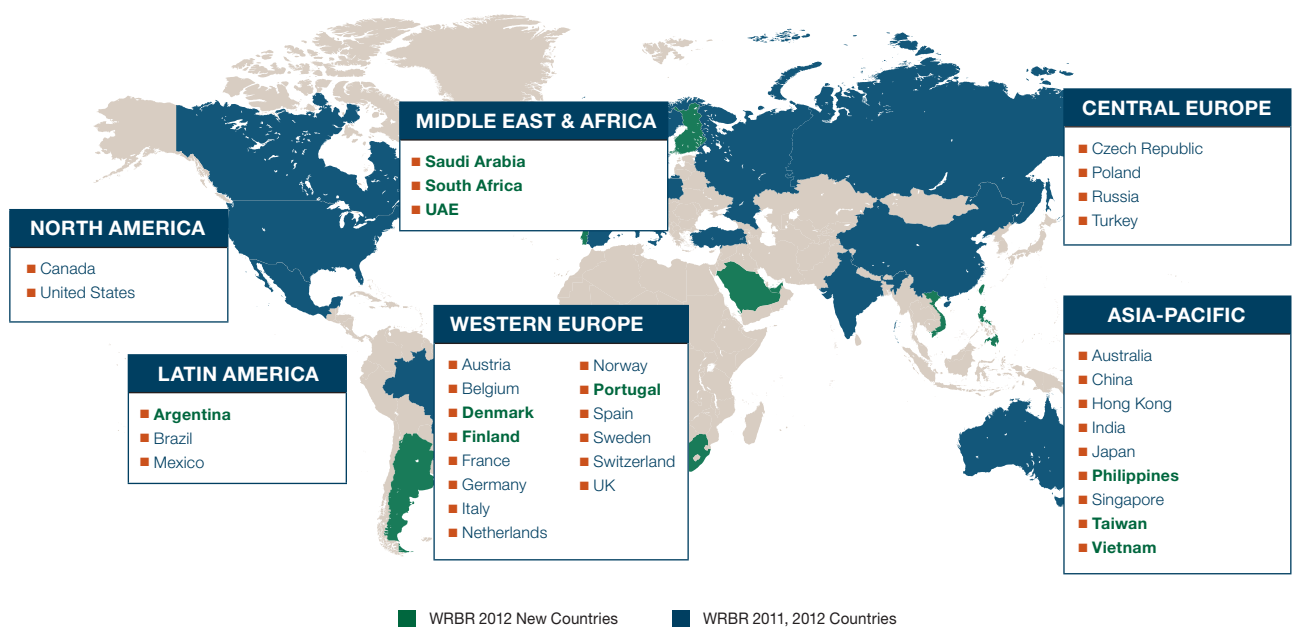 MIDDLE EAST & AFRICA
Saudi Arabia
South Africa
UAE
CENTRAL EUROPE
Czech Republic
Poland
Russia
Turkey
NORTH AMERICA
Canada
United States
WESTERN EUROPE
Austria
Belgium
Denmark
Finland
France
Germany
Italy
Netherlands
Norway
Portugal
Spain
Sweden
Switzerland
UK
ASIA-PACIFIC
Australia
China
Hong Kong
India
Japan
Philippines
Singapore
Taiwan
Vietnam
LATIN AMERICA
Argentina
Brazil
Mexico
WRBR 2012 New Countries
WRBR 2011, 2012 Countries